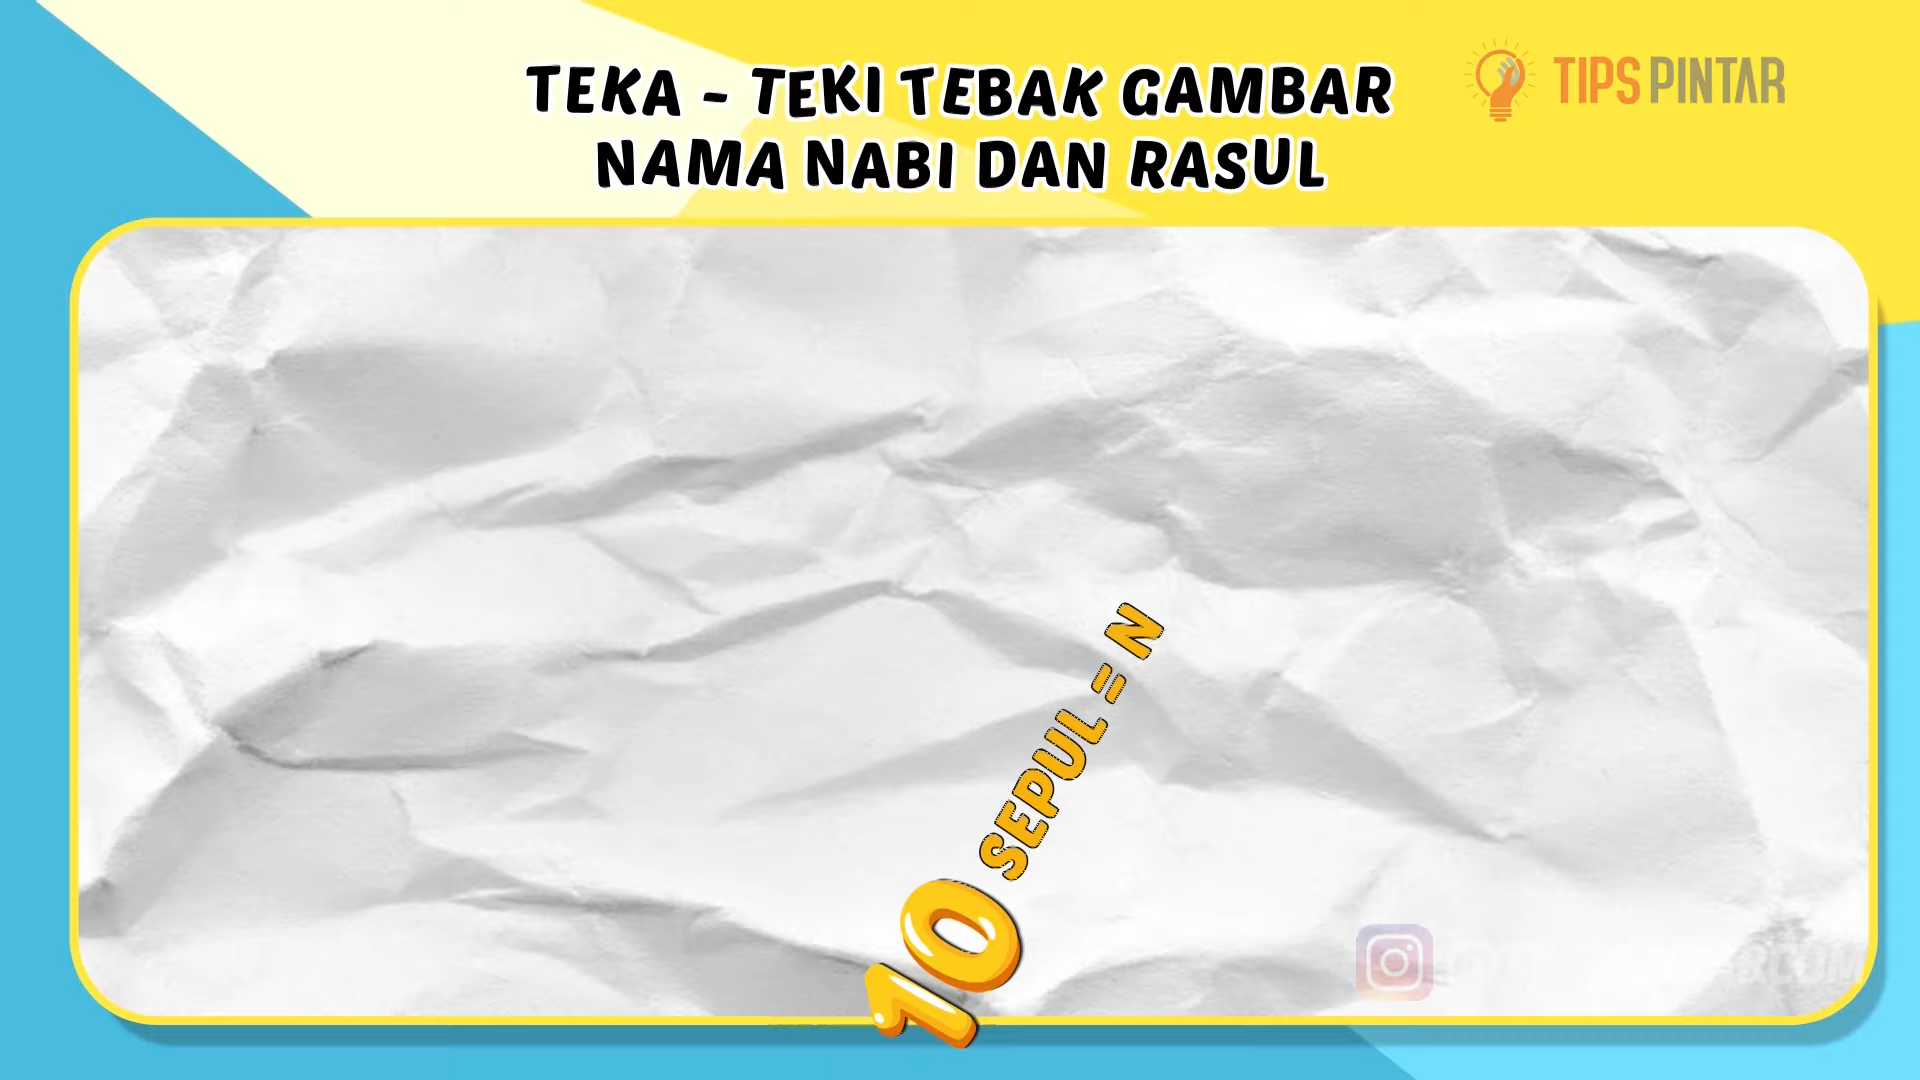 TEKA - TEKI TEBAK GAMBAR
NAMA NABI DAN RASUL
TIPS PINTAR
10
SEPUL = N